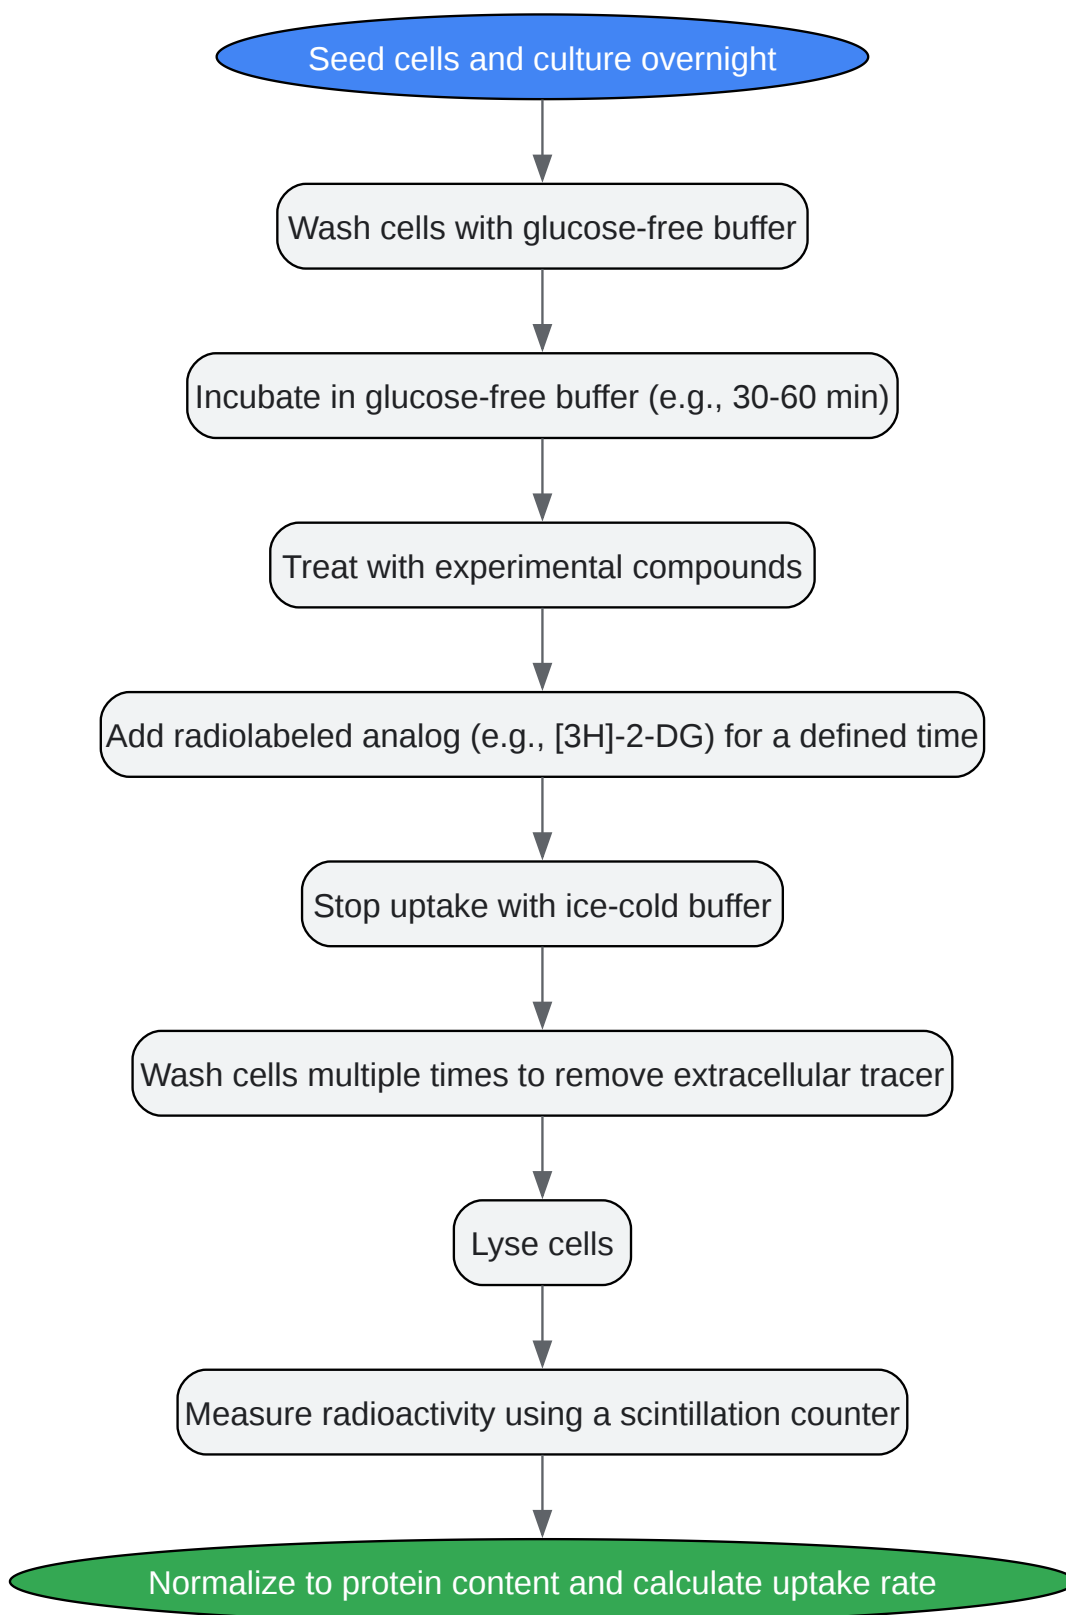 Seed cells and culture overnight
Wash cells with glucose-free buffer
Incubate in glucose-free buffer (e.g., 30-60 min)
Treat with experimental compounds
Add radiolabeled analog (e.g., [3H]-2-DG) for a defined time
Stop uptake with ice-cold buffer
Wash cells multiple times to remove extracellular tracer
Lyse cells
Measure radioactivity using a scintillation counter
Normalize to protein content and calculate uptake rate